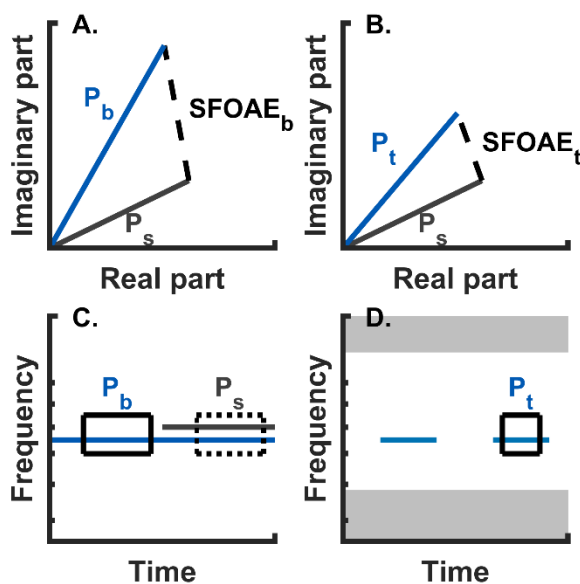 A.
Imaginary part
P_b
SFOAE_b
P_s
Real part
B.
Imaginary part
P_t
SFOAE_t
P_s
Real part
C.
Frequency
P_b
P_s
Time
D.
Frequency
P_t
Time